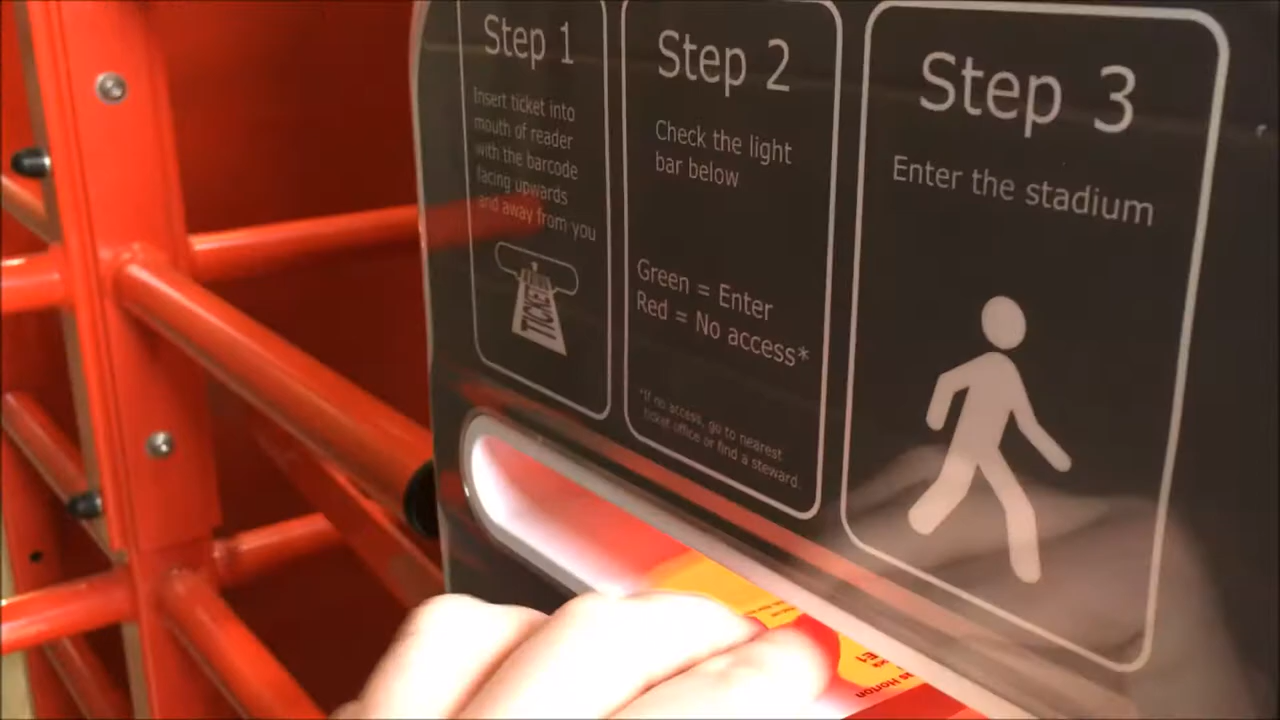 Step 1
Insert ticket into
mouth of reader
with the barcode
facing upwards
and away from you
TICKET
Step 2
Check the light
bar below
Green = Enter
Red = No access*
*If no access, go to nearest
ticket office or find a steward.
Step 3
Enter the stadium
E1
Horton